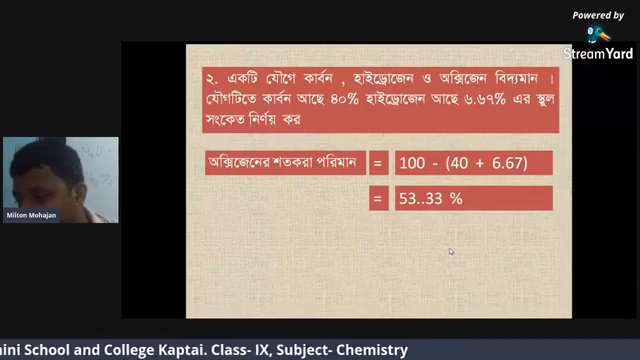 Powered by
StreamYard
২. একটি যৌগে কার্বন , হাইড্রোজেন ও অক্সিজেন বিদ্যমান ।
যৌগটিতে কার্বন আছে ৪০% হাইড্রোজেন আছে ৬.৬৭% এর স্থুল
সংকেত নির্ণয় কর
অক্সিজেনের শতকরা পরিমান = 100 - (40 + 6.67)
= 53..33 %
Milton Mohajan
nini School and College Kaptai. Class- IX, Subject- Chemistry